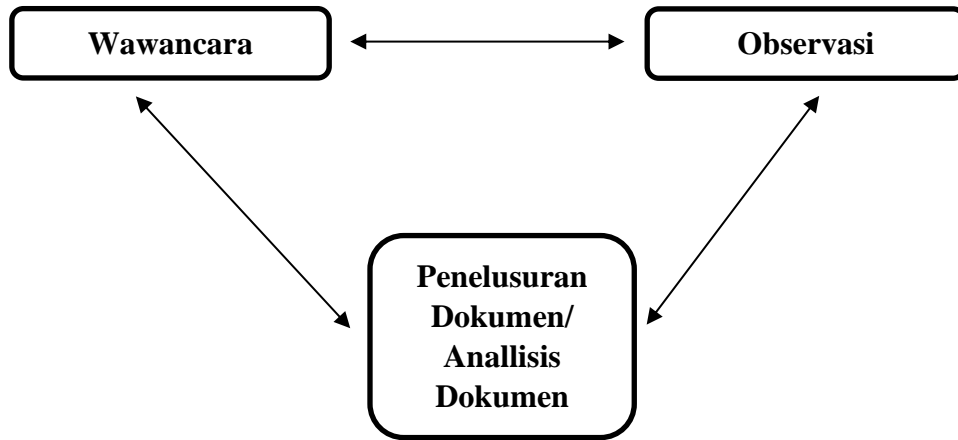 Wawancara
Observasi
Penelusuran
Dokumen/
Anallisis
Dokumen